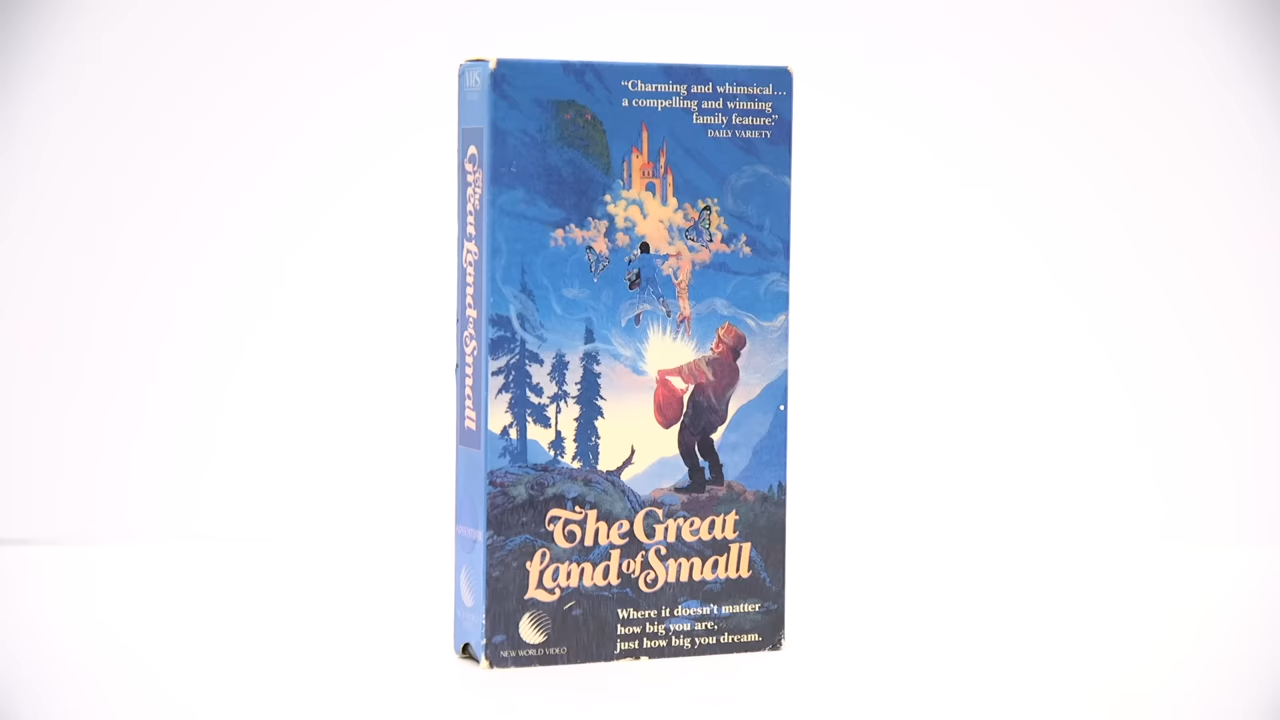 "Charming and whimsical...
a compelling and winning
family feature."
DAILY VARIETY
VHS
The Great Land of Small
ADVENTURE
The Great
Land of Small
Where it doesn't matter
how big you are,
just how big you dream.
NEW WORLD VIDEO